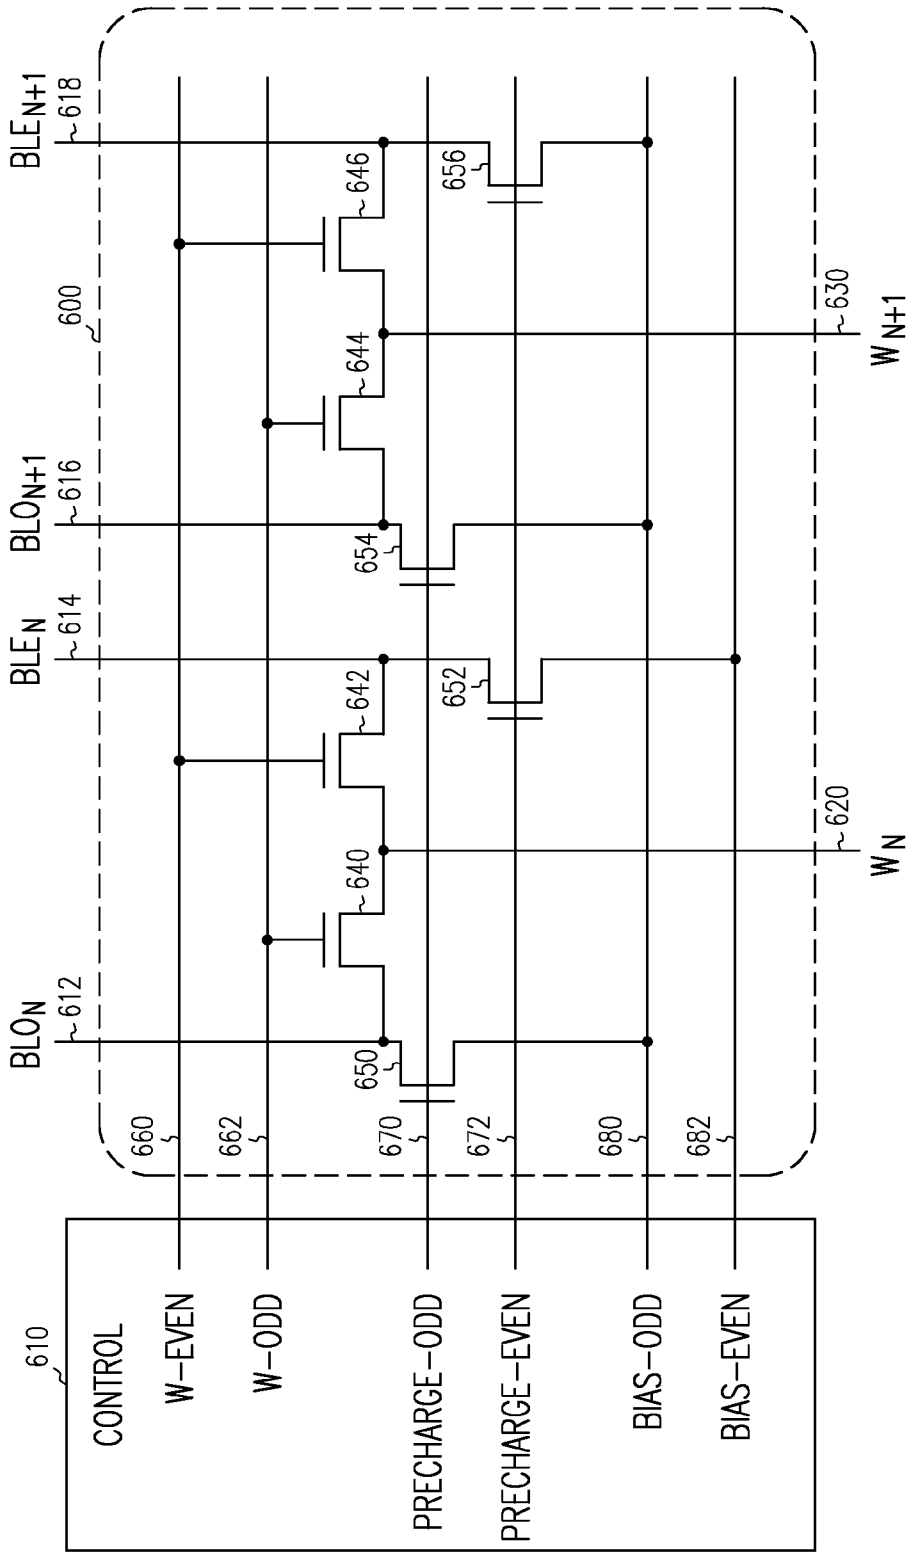 610
CONTROL
W-EVEN
W-ODD
PRECHARGE-ODD
PRECHARGE-EVEN
BIAS-ODD
BIAS-EVEN
660
662
670
672
680
682
600
BLON
612
BLEN
614
BLON+1
616
BLEN+1
618
640
642
644
646
650
652
654
656
620
WN
630
WN+1